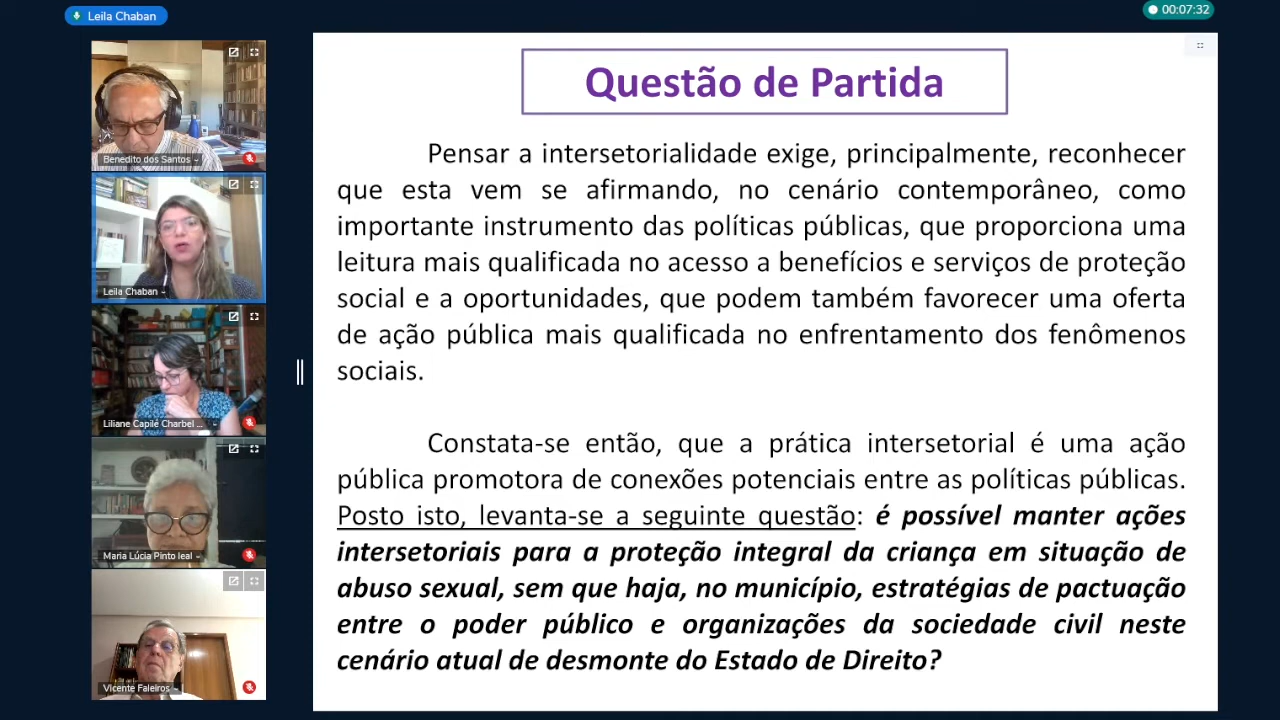 Leila Chaban
00:07:32
Benedito dos Santos
Leila Chaban
Liliane Capilé Charbel ...
Maria Lúcia Pinto leal
Vicente Faleiros
Questão de Partida
Pensar a intersetorialidade exige, principalmente, reconhecer
que esta vem se afirmando, no cenário contemporâneo, como
importante instrumento das políticas públicas, que proporciona uma
leitura mais qualificada no acesso a benefícios e serviços de proteção
social e a oportunidades, que podem também favorecer uma oferta
de ação pública mais qualificada no enfrentamento dos fenômenos
sociais.
Constata-se então, que a prática intersetorial é uma ação
pública promotora de conexões potenciais entre as políticas públicas.
Posto isto, levanta-se a seguinte questão: é possível manter ações
intersetoriais para a proteção integral da criança em situação de
abuso sexual, sem que haja, no município, estratégias de pactuação
entre o poder público e organizações da sociedade civil neste
cenário atual de desmonte do Estado de Direito?